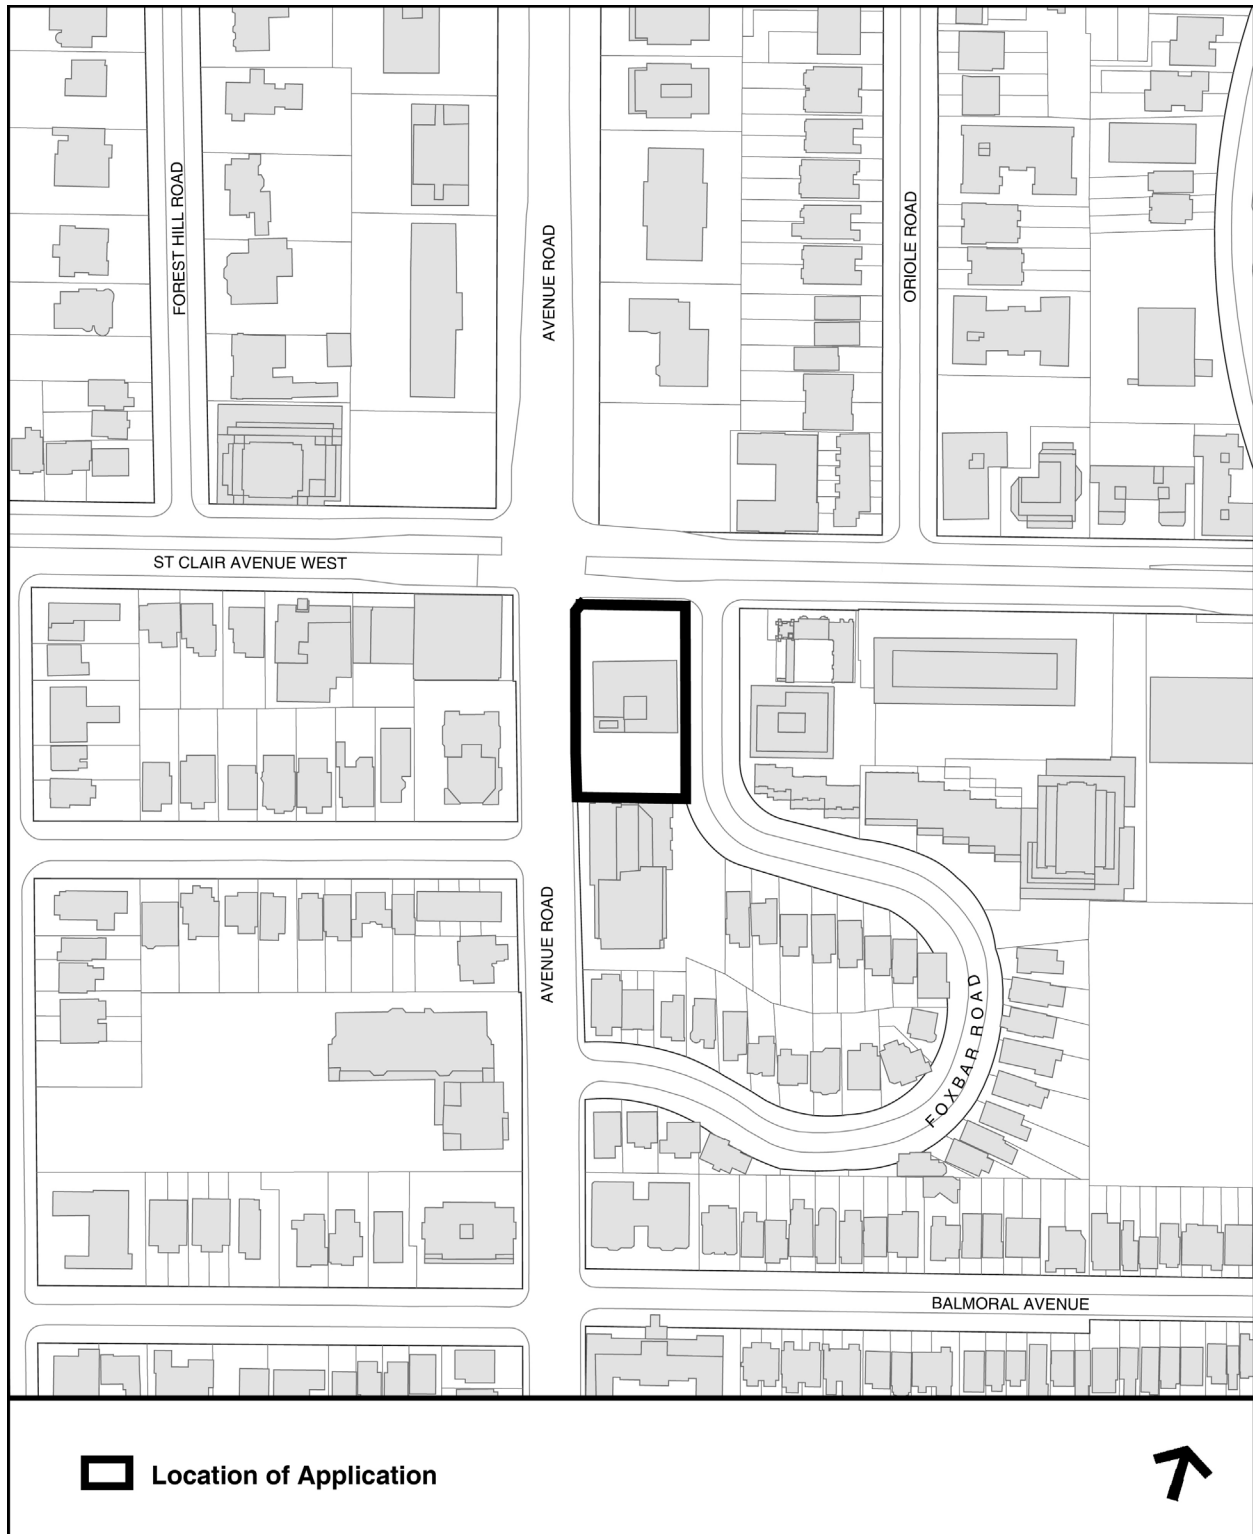 FOREST HILL ROAD
AVENUE ROAD
ORIOLE ROAD
ST CLAIR AVENUE WEST
AVENUE ROAD
FOXBAR ROAD
BALMORAL AVENUE
Location of Application